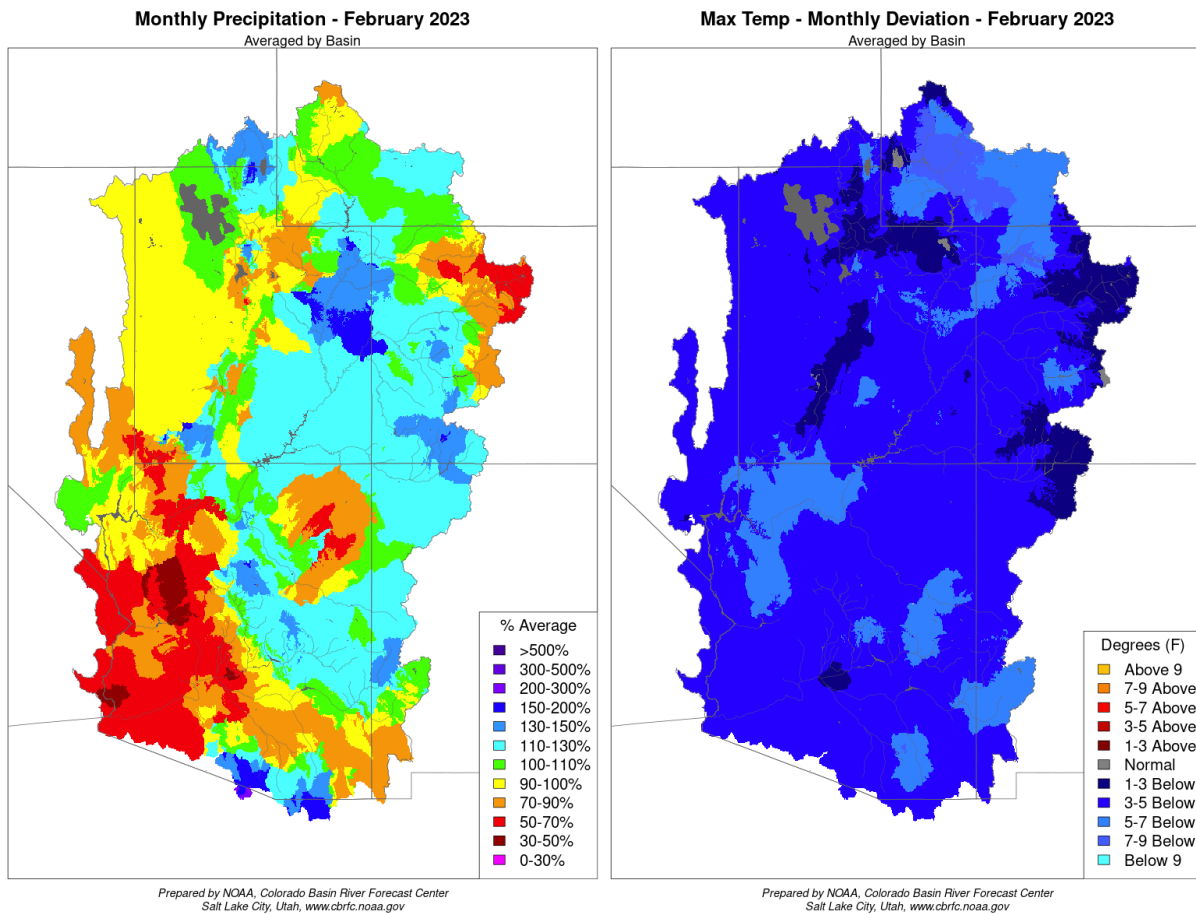 Monthly Precipitation - February 2023
Averaged by Basin
% Average
>500%
300-500%
200-300%
150-200%
130-150%
110-130%
100-110%
90-100%
70-90%
50-70%
30-50%
0-30%
Prepared by NOAA, Colorado Basin River Forecast Center
Salt Lake City, Utah, www.cbrfc.noaa.gov
Max Temp - Monthly Deviation - February 2023
Averaged by Basin
Degrees (F)
Above 9
7-9 Above
5-7 Above
3-5 Above
1-3 Above
Normal
1-3 Below
3-5 Below
5-7 Below
7-9 Below
Below 9
Prepared by NOAA, Colorado Basin River Forecast Center
Salt Lake City, Utah, www.cbrfc.noaa.gov